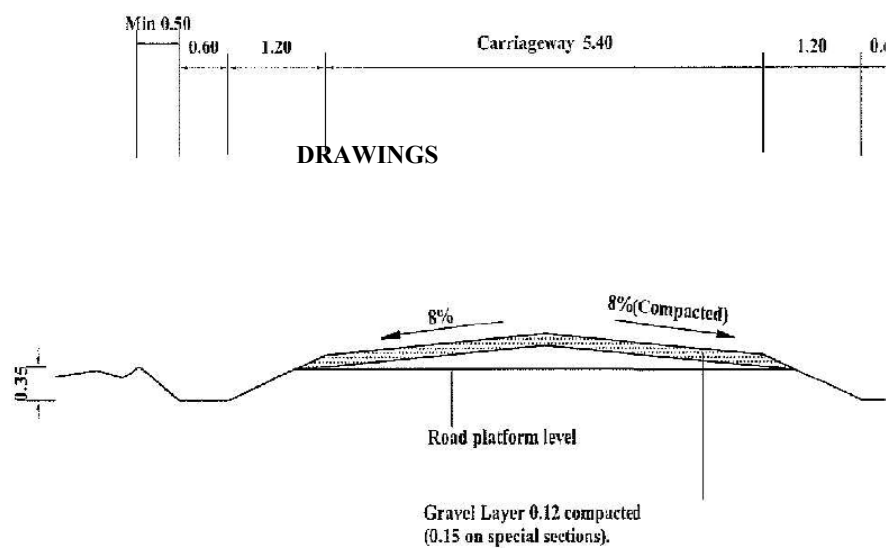 Min 0.50
0.60 1.20 Carriageway 5.40 1.20
DRAWINGS
8% 8%(Compacted)
0.35
Road platform level
Gravel Layer 0.12 compacted
(0.15 on special sections).